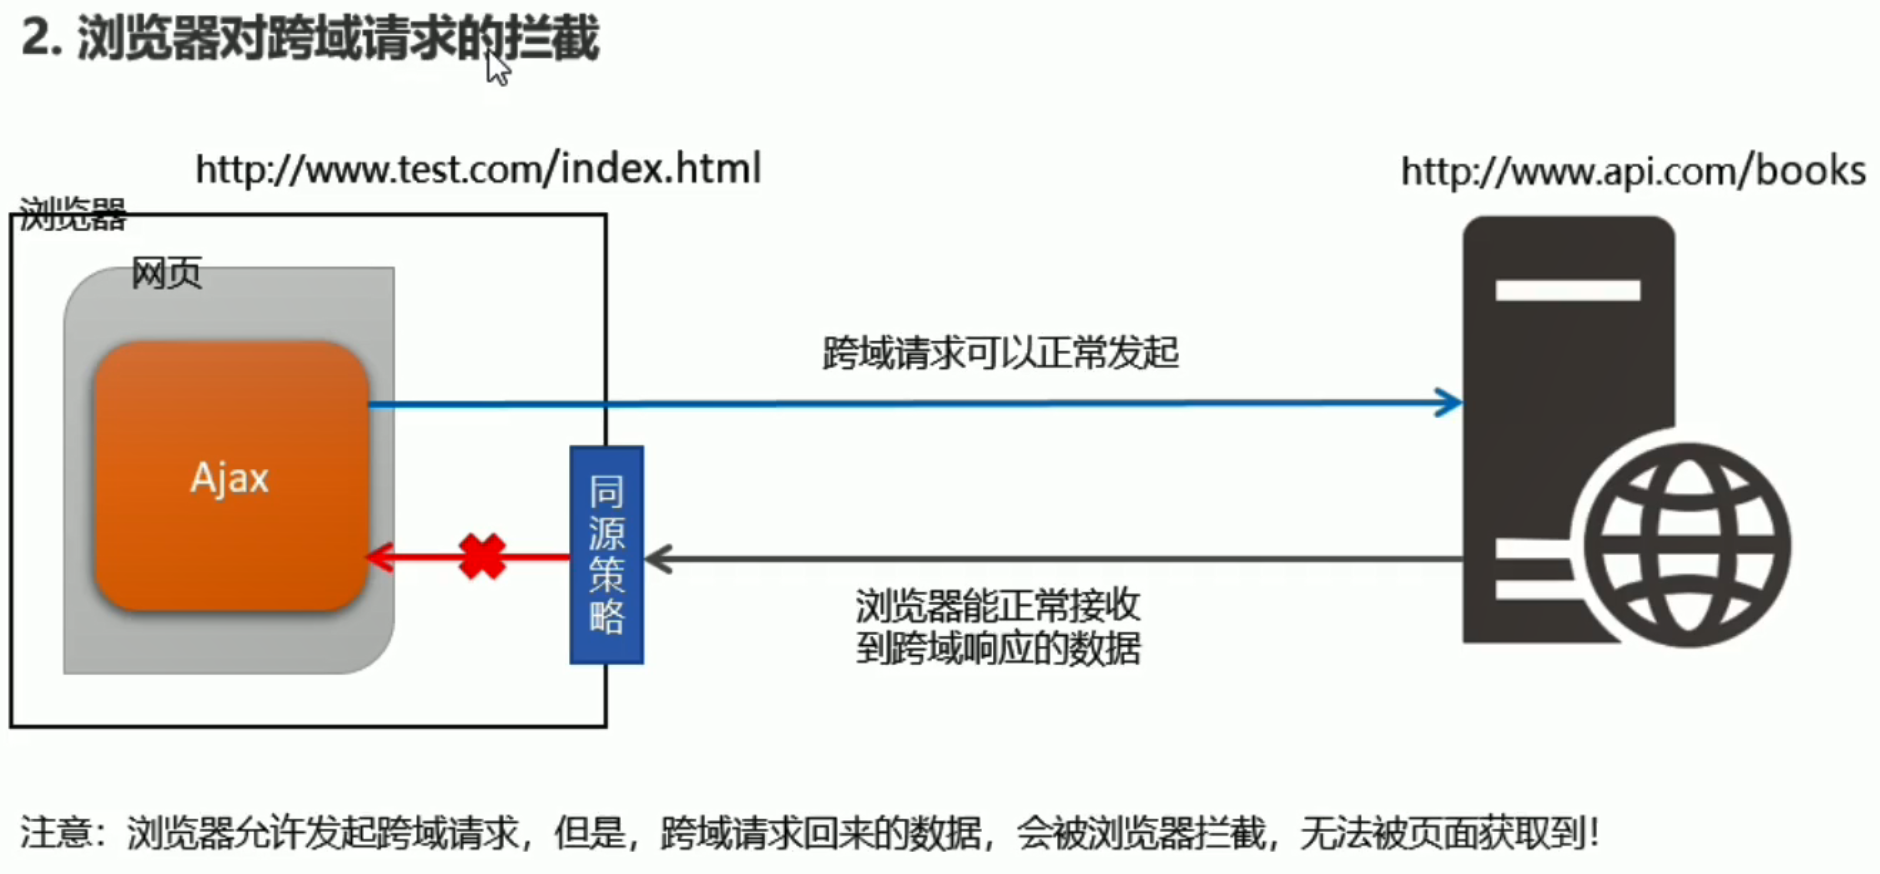 2. 浏览器对跨域请求的拦截
http://www.test.com/index.html
http://www.api.com/books
浏览器
网页
跨域请求可以正常发起
Ajax
同源策略
浏览器能正常接收
到跨域响应的数据
注意：浏览器允许发起跨域请求，但是，跨域请求回来的数据，会被浏览器拦截，无法被页面获取到！